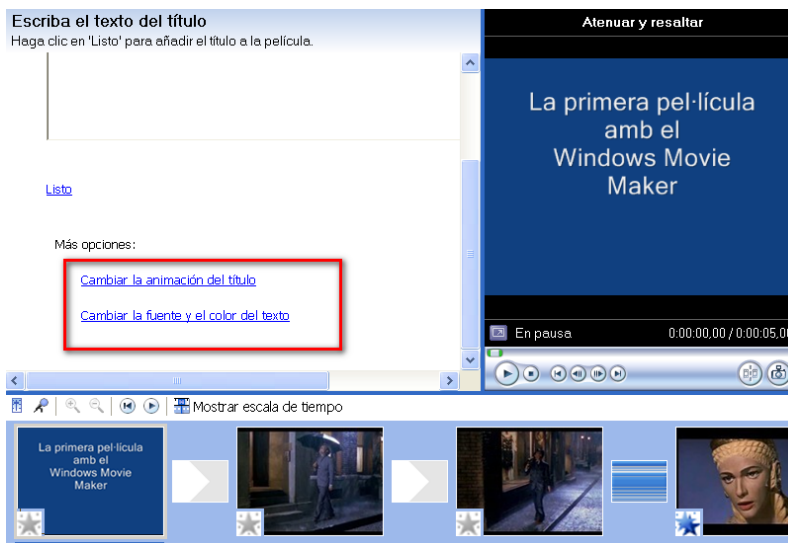 Escriba el texto del título
Haga clic en 'Listo' para añadir el título a la película.
Listo
Más opciones:
Cambiar la animación del título
Cambiar la fuente y el color del texto
Atenuar y resaltar
La primera pel·lícula
amb el
Windows Movie
Maker
En pausa
0:00:00,00 / 0:00:05,0
Mostrar escala de tiempo
La primera pel·lícula
amb el
Windows Movie
Maker